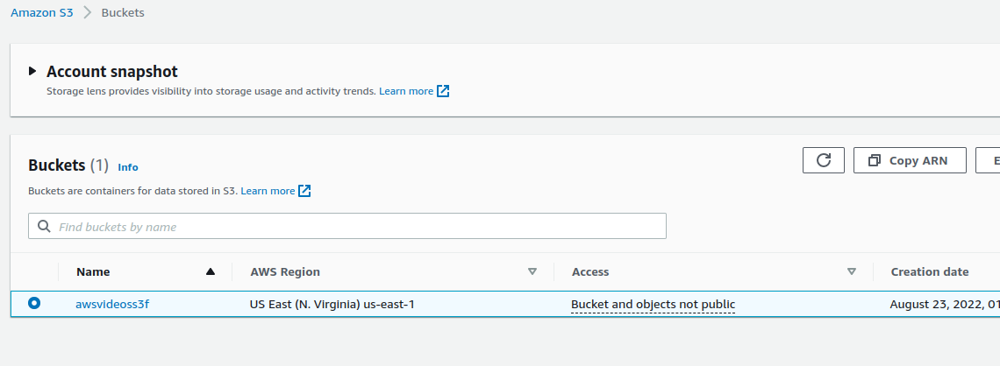 Amazon S3 > Buckets
Account snapshot
Storage lens provides visibility into storage usage and activity trends. Learn more
Buckets (1) Info
Copy ARN
E
Buckets are containers for data stored in S3. Learn more
Find buckets by name
Name AWS Region Access Creation date
awsvideoss3f US East (N. Virginia) us-east-1 Bucket and objects not public August 23, 2022, 01